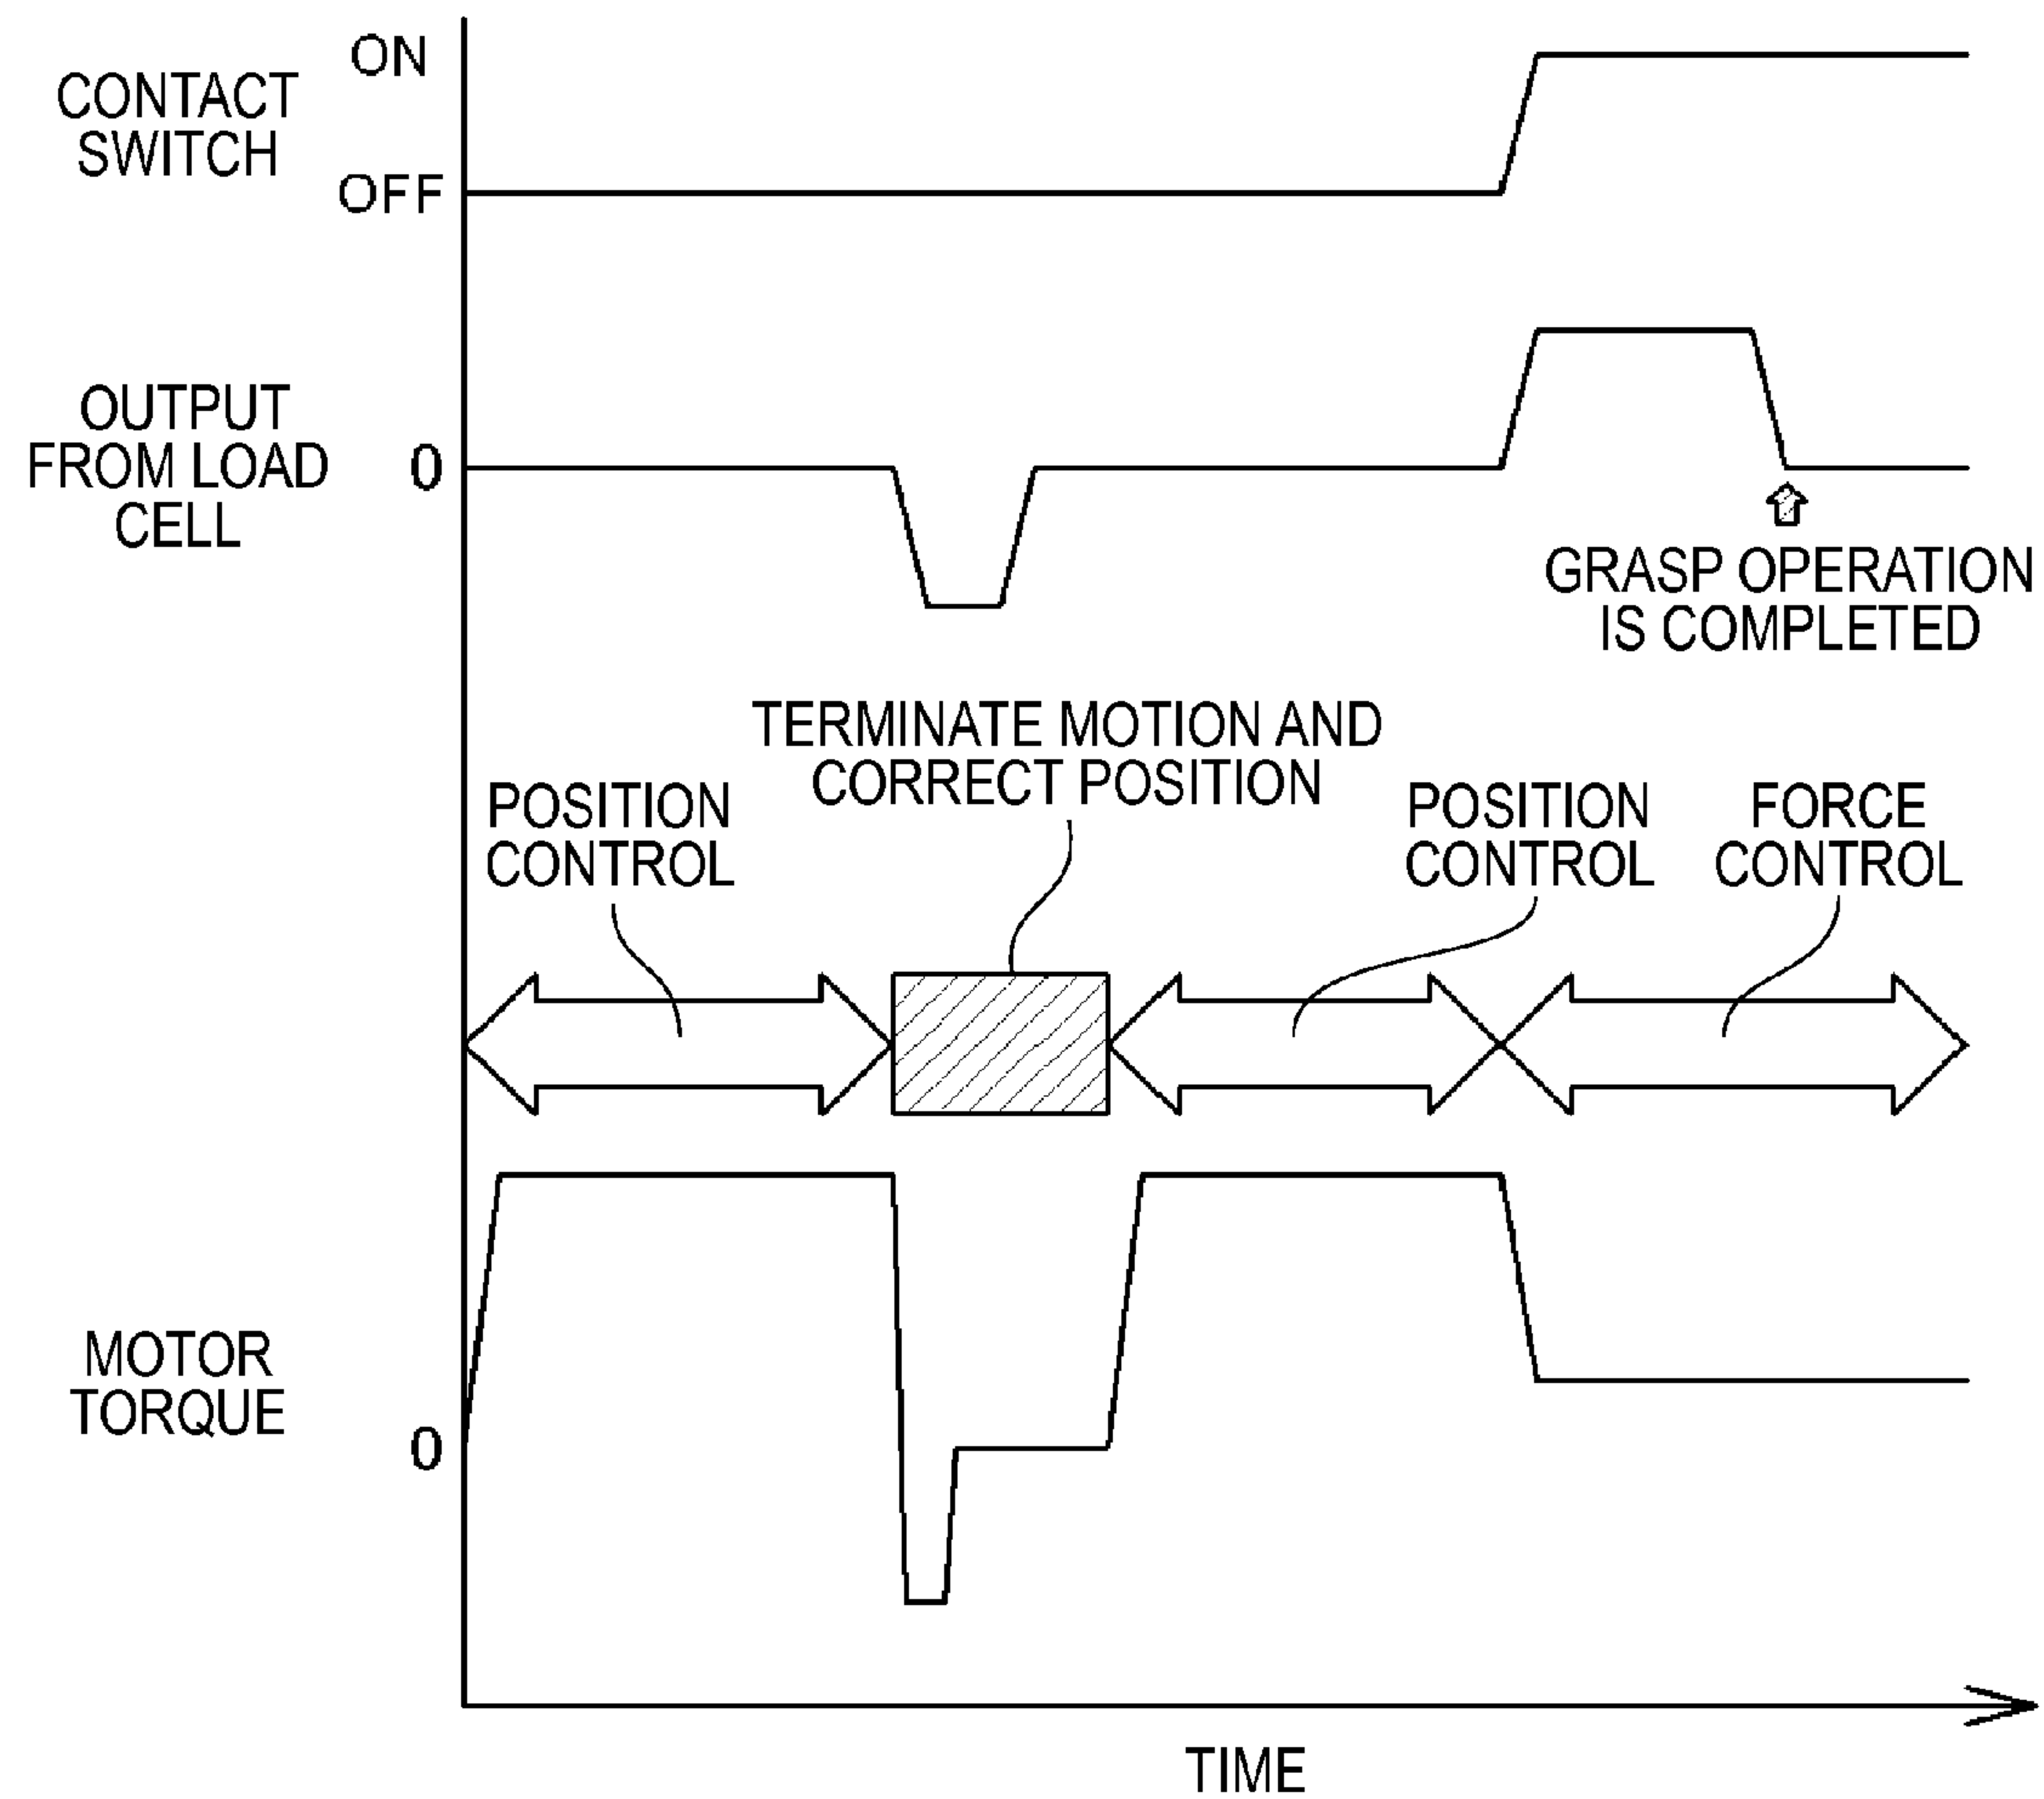 ON
CONTACT
SWITCH
OFF
OUTPUT
FROM LOAD
CELL
0
GRASP OPERATION
IS COMPLETED
TERMINATE MOTION AND
CORRECT POSITION
POSITION
CONTROL
POSITION
CONTROL
FORCE
CONTROL
MOTOR
TORQUE
0
TIME